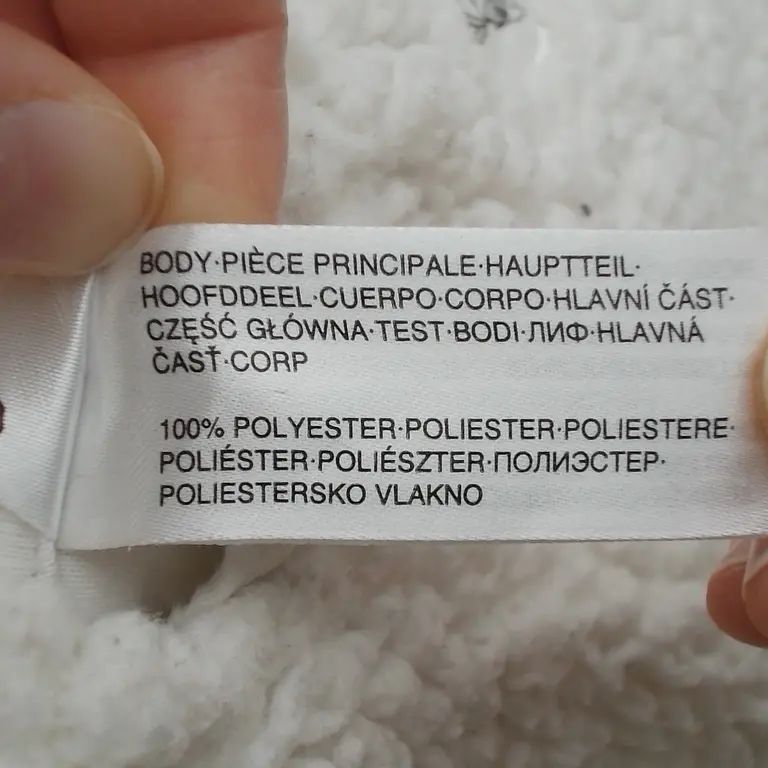 BODY·PIÈCE PRINCIPALE·HAUPTTEIL·
HOOFDDEEL·CUERPO·CORPO·HLAVNÍ ČÁST·
CZĘŚĆ GŁÓWNA·TEST·BODI·ЛИФ·HLAVNÁ
ČASŤ·CORP
100% POLYESTER·POLIESTER·POLIESTERE·
POLIÉSTER·POLIÉSZTER·ПОЛИЭСТЕР·
POLIESTERSKO VLAKNO